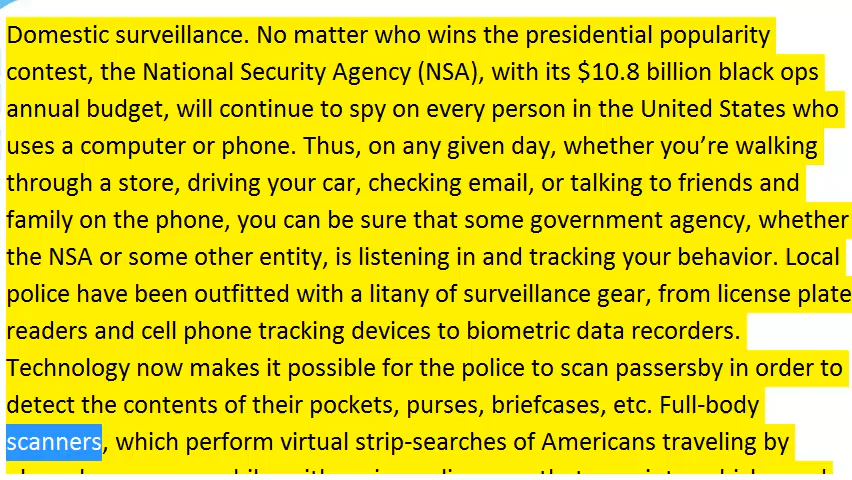 Domestic surveillance. No matter who wins the presidential popularity
contest, the National Security Agency (NSA), with its $10.8 billion black ops
annual budget, will continue to spy on every person in the United States who
uses a computer or phone. Thus, on any given day, whether you’re walking
through a store, driving your car, checking email, or talking to friends and
family on the phone, you can be sure that some government agency, whether
the NSA or some other entity, is listening in and tracking your behavior. Local
police have been outfitted with a litany of surveillance gear, from license plate
readers and cell phone tracking devices to biometric data recorders.
Technology now makes it possible for the police to scan passersby in order to
detect the contents of their pockets, purses, briefcases, etc. Full-body
scanners, which perform virtual strip-searches of Americans traveling by